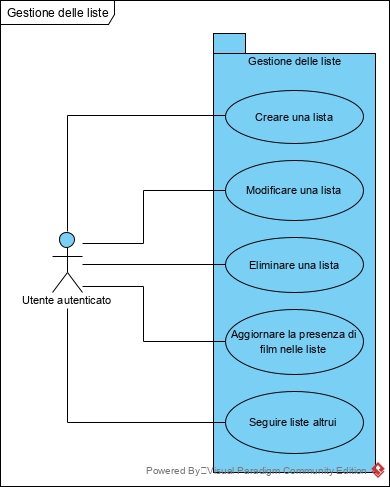 Gestione delle liste
Gestione delle liste
Creare una lista
Modificare una lista
Eliminare una lista
Utente autenticato
Aggiornare la presenza di
film nelle liste
Seguire liste altrui
Powered By Visual Paradigm Community Edition